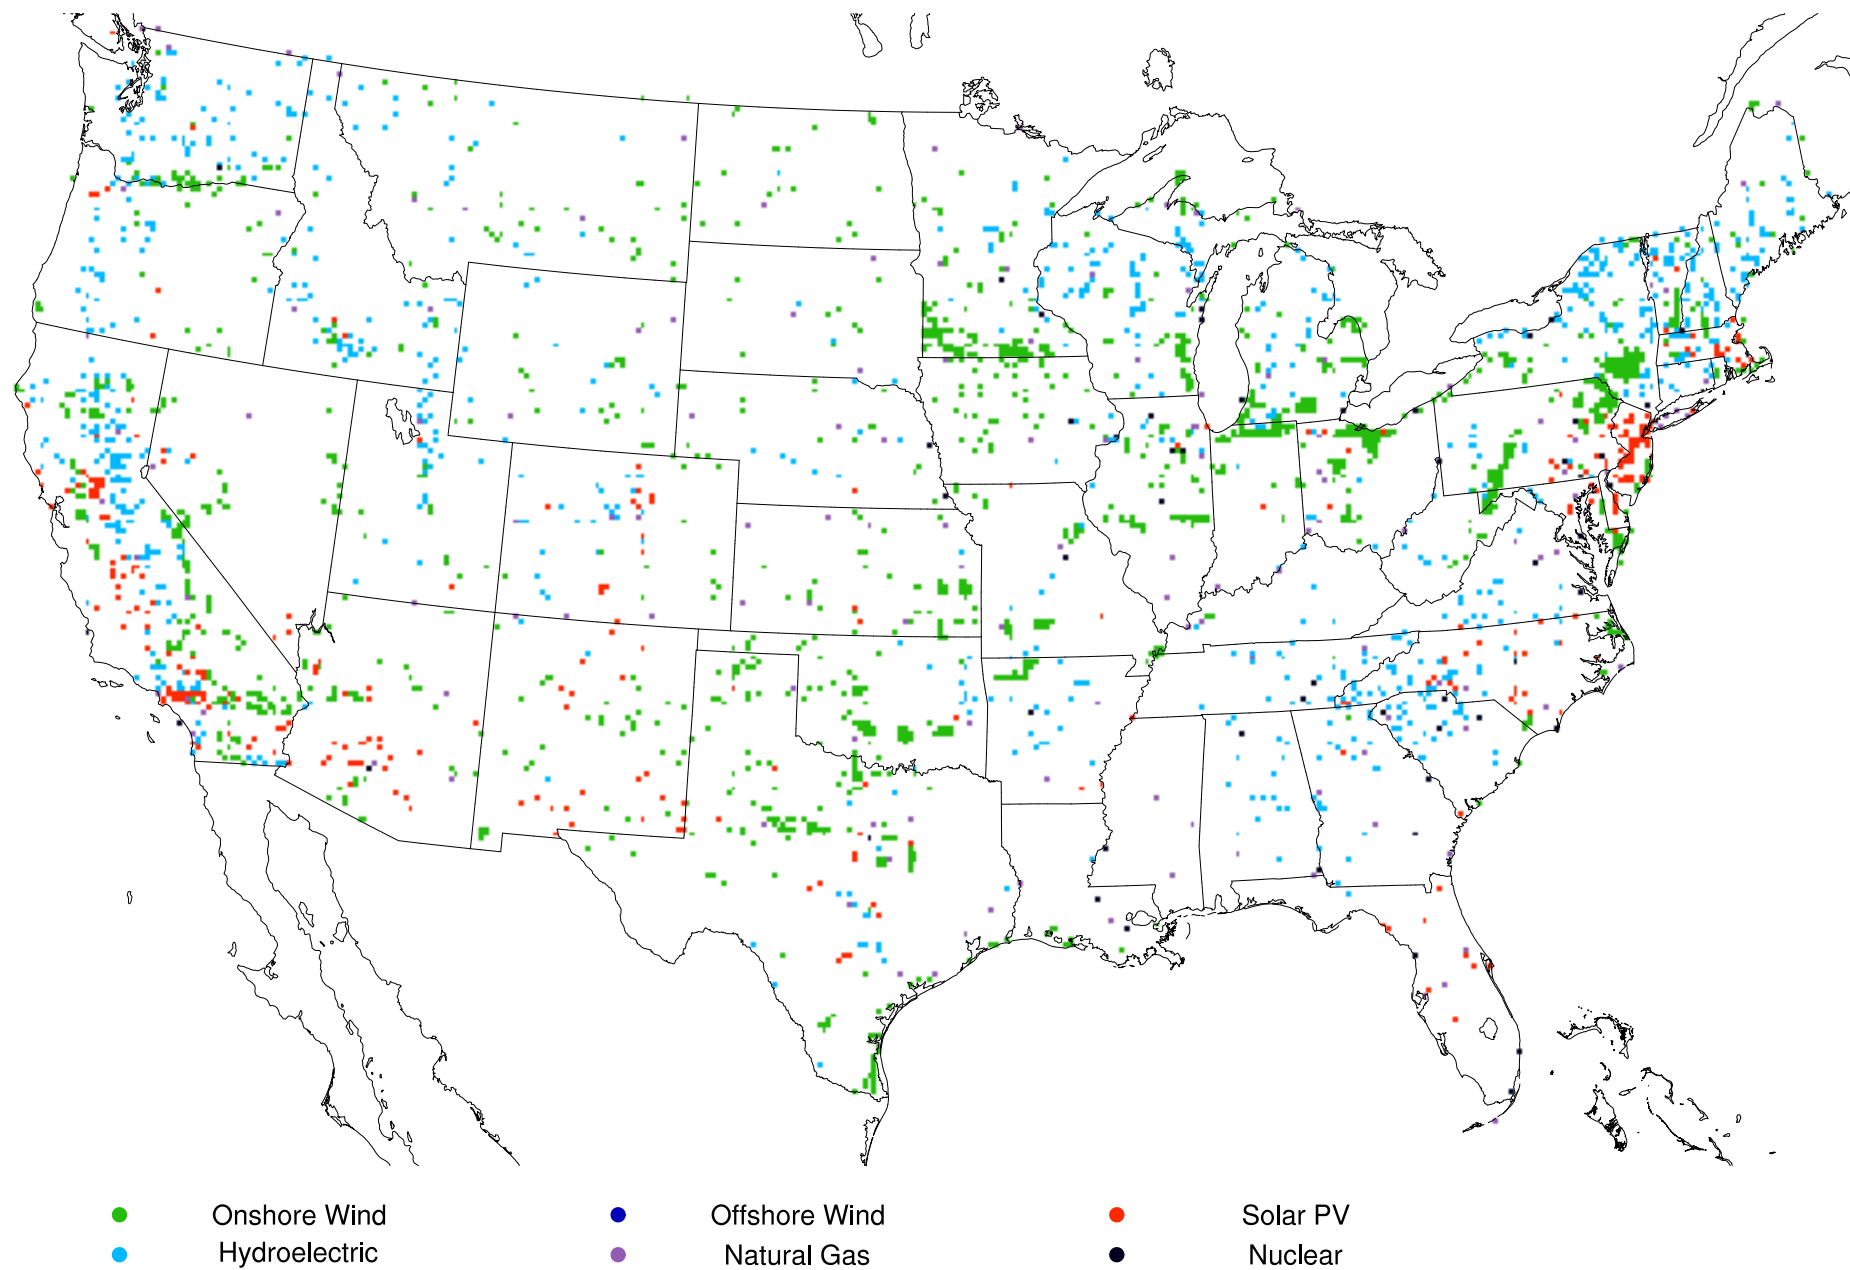 Onshore Wind
Offshore Wind
Solar PV
Hydroelectric
Natural Gas
Nuclear